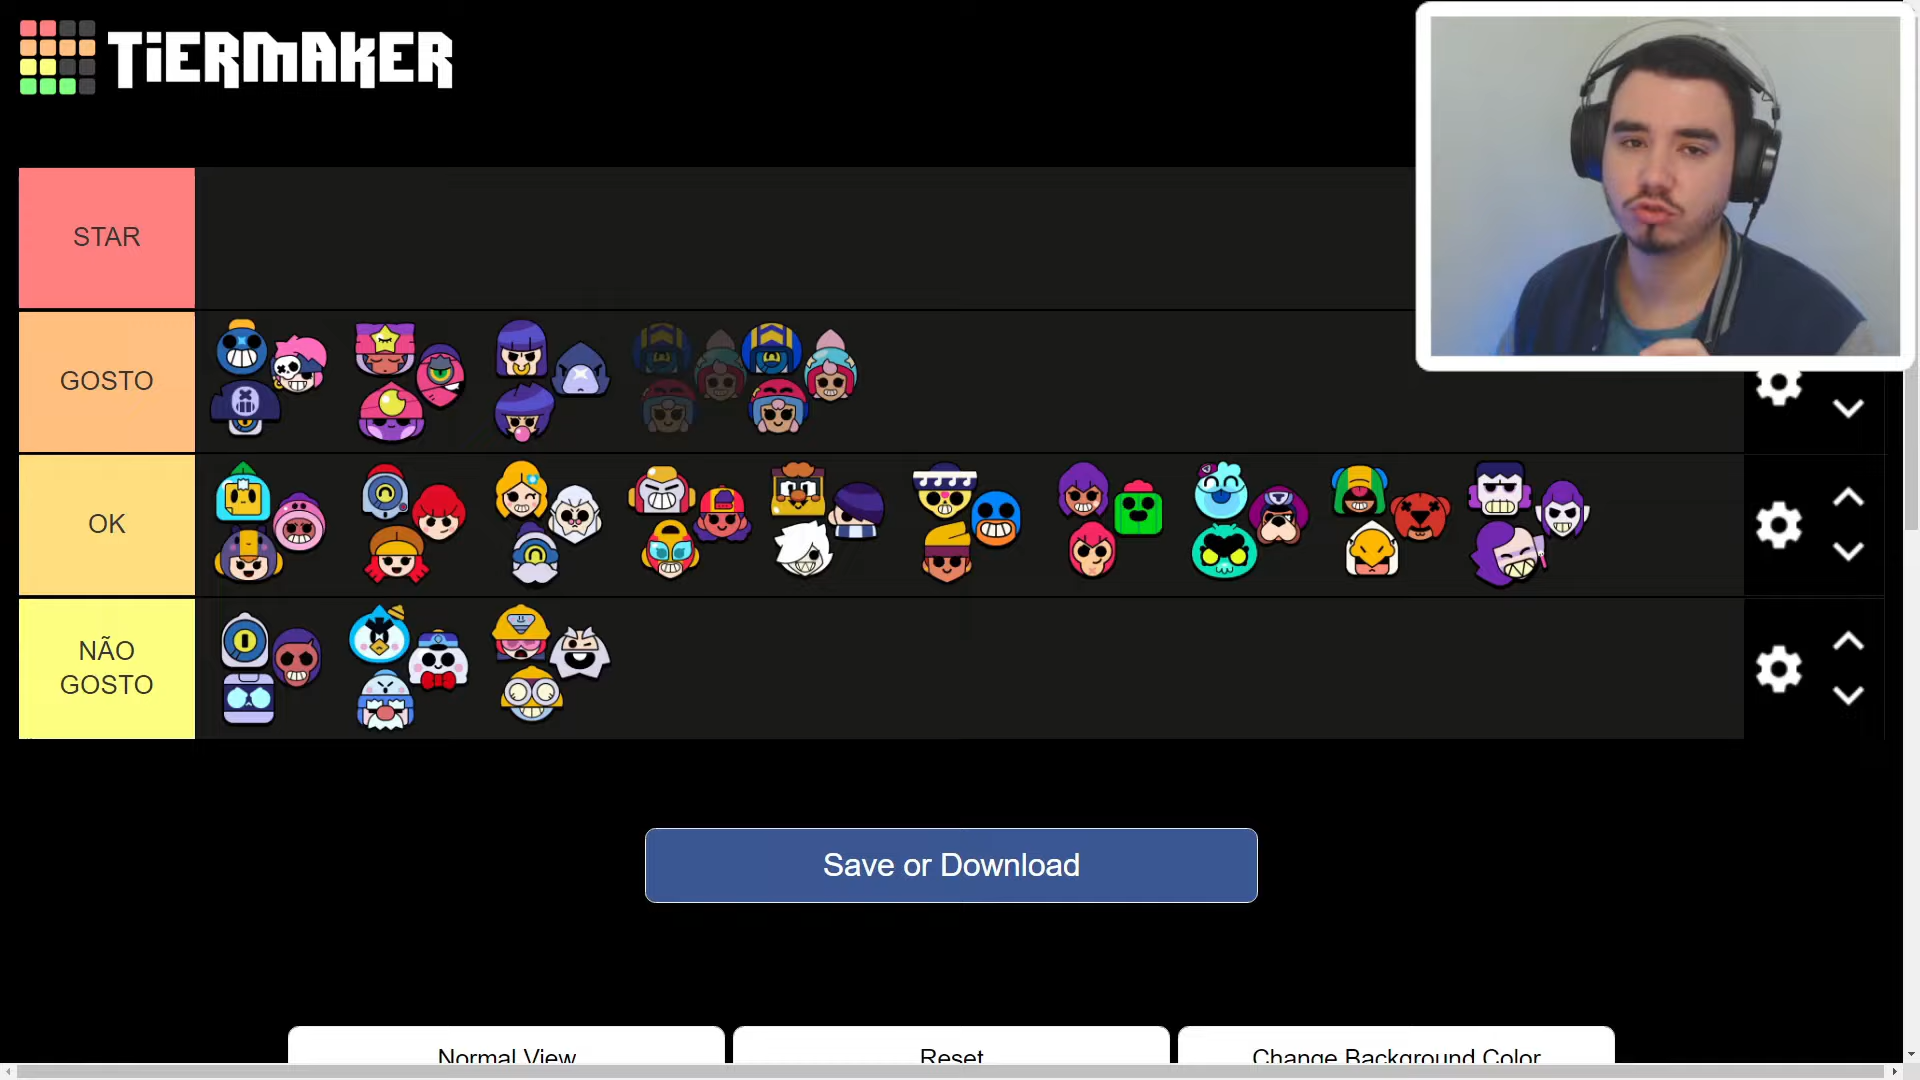 TiERMAKER
STAR
GOSTO
OK
NÃO
GOSTO
Save or Download
Normal View
Reset
Change Background Color